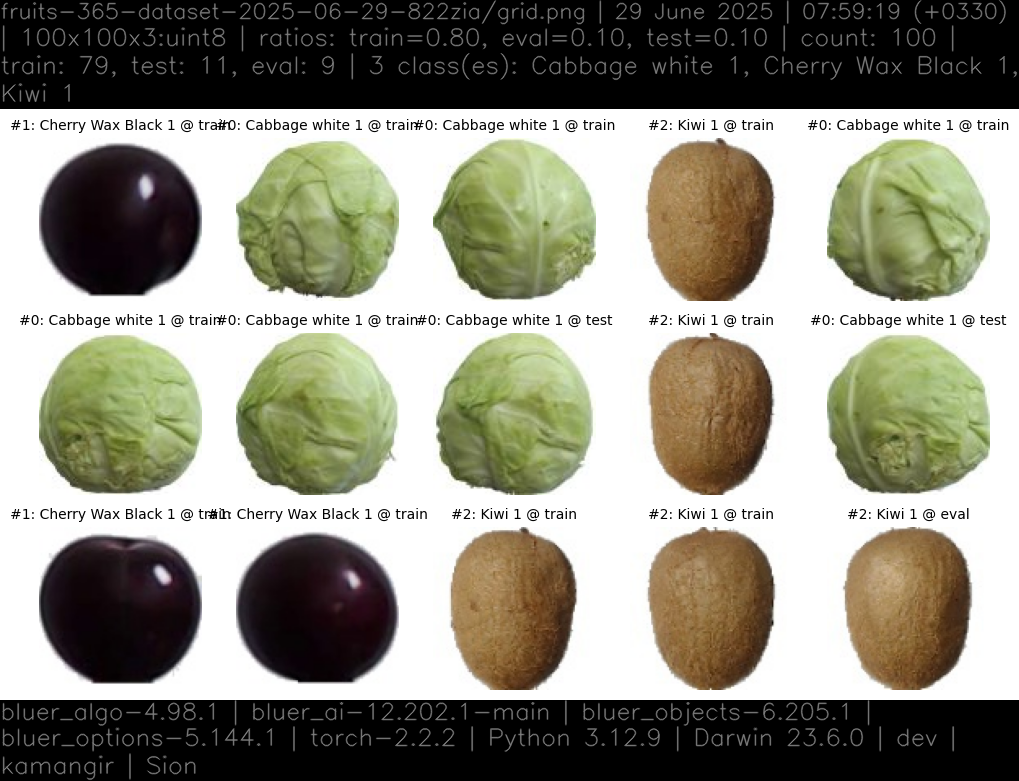 fruits-365-dataset-2025-06-29-822zia/grid.png | 29 June 2025 | 07:59:19 (+0330)
| 100x100x3:uint8 | ratios: train=0.80, eval=0.10, test=0.10 | count: 100 |
train: 79, test: 11, eval: 9 | 3 class(es): Cabbage white 1, Cherry Wax Black 1,
Kiwi 1
#1: Cherry Wax Black 1 @ train
#0: Cabbage white 1 @ train
#0: Cabbage white 1 @ train
#2: Kiwi 1 @ train
#0: Cabbage white 1 @ train
#0: Cabbage white 1 @ train
#0: Cabbage white 1 @ train
#0: Cabbage white 1 @ test
#2: Kiwi 1 @ train
#0: Cabbage white 1 @ test
#1: Cherry Wax Black 1 @ train
#1: Cherry Wax Black 1 @ train
#2: Kiwi 1 @ train
#2: Kiwi 1 @ train
#2: Kiwi 1 @ eval
bluer_algo-4.98.1 | bluer_ai-12.202.1-main | bluer_objects-6.205.1 |
bluer_options-5.144.1 | torch-2.2.2 | Python 3.12.9 | Darwin 23.6.0 | dev |
kamangir | Sion